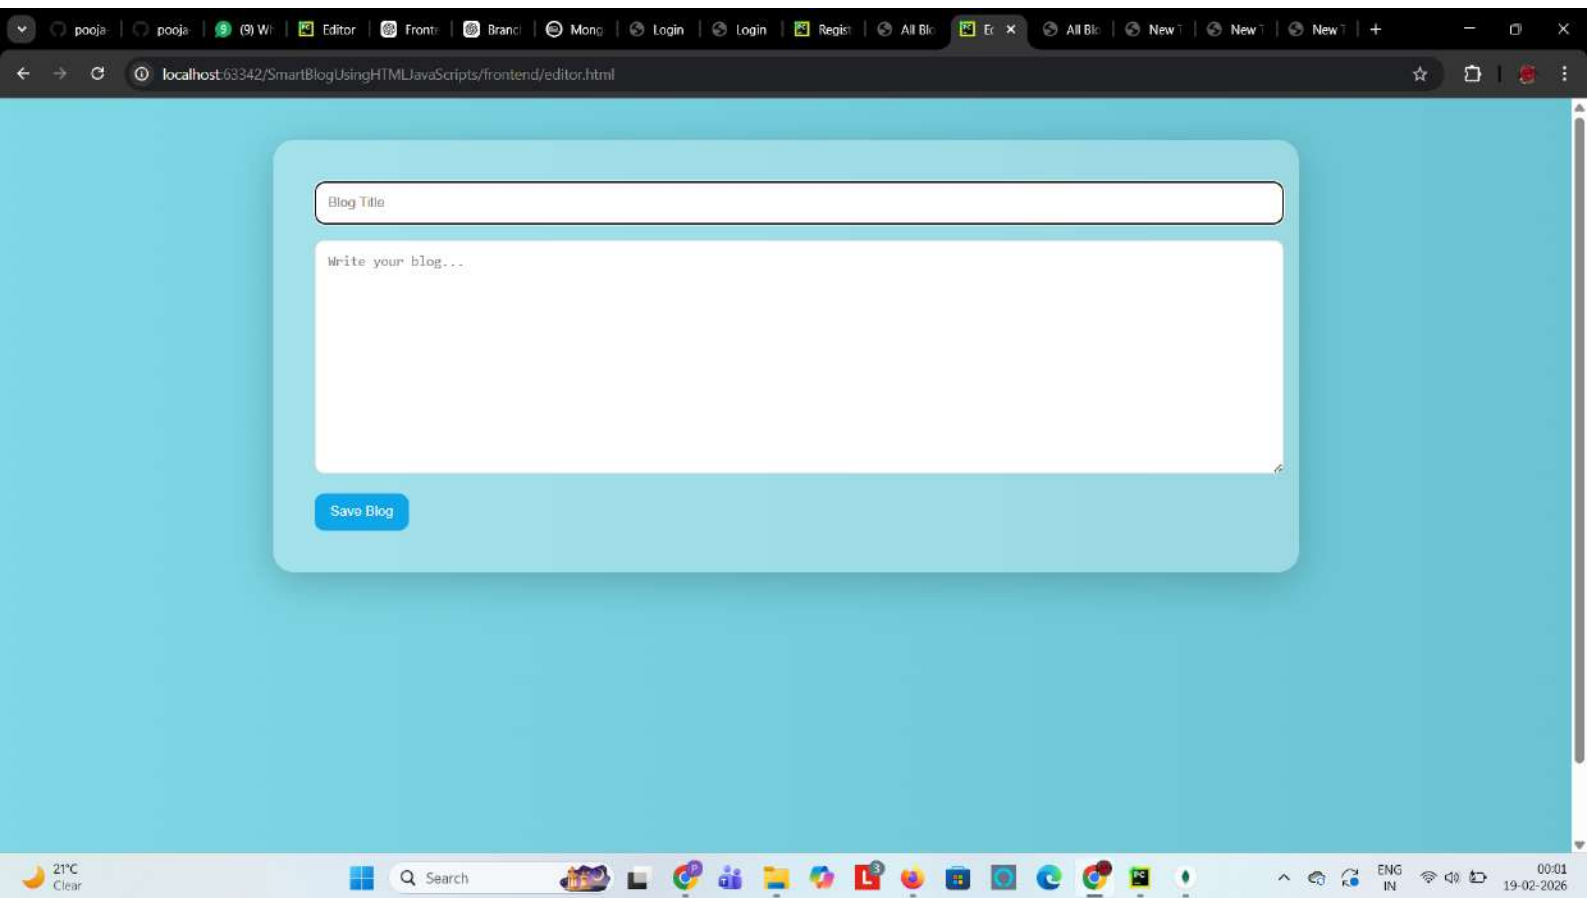 pooja-
pooja-
(9) Wh
Editor
Fronte
Branc
Mong
Login
Login
Regist
All Blo
Ec
All Blo
New T
New T
New T
localhost:63342/SmartBlogUsingHTMLJavaScripts/frontend/editor.html
Blog Title
Write your blog...
Save Blog
21°C
Clear
Search
3
ENG
IN
00:01
19-02-2026